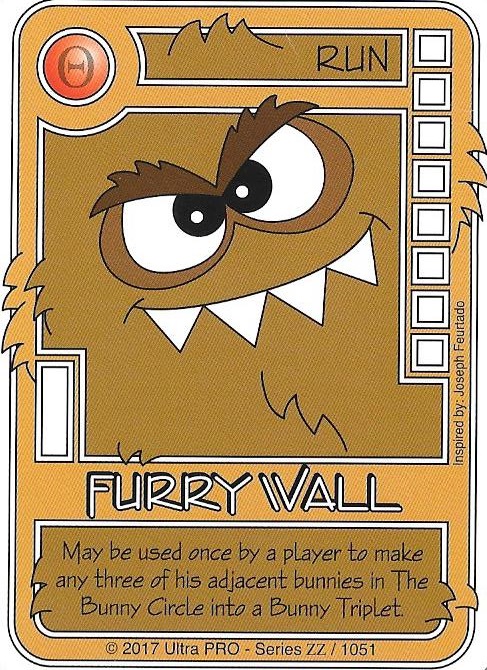 Θ
RUN
Inspired by: Joseph Feurtado
FURRY WALL
May be used once by a player to make
any three of his adjacent bunnies in The
Bunny Circle into a Bunny Triplet.
© 2017 Ultra PRO - Series ZZ / 1051